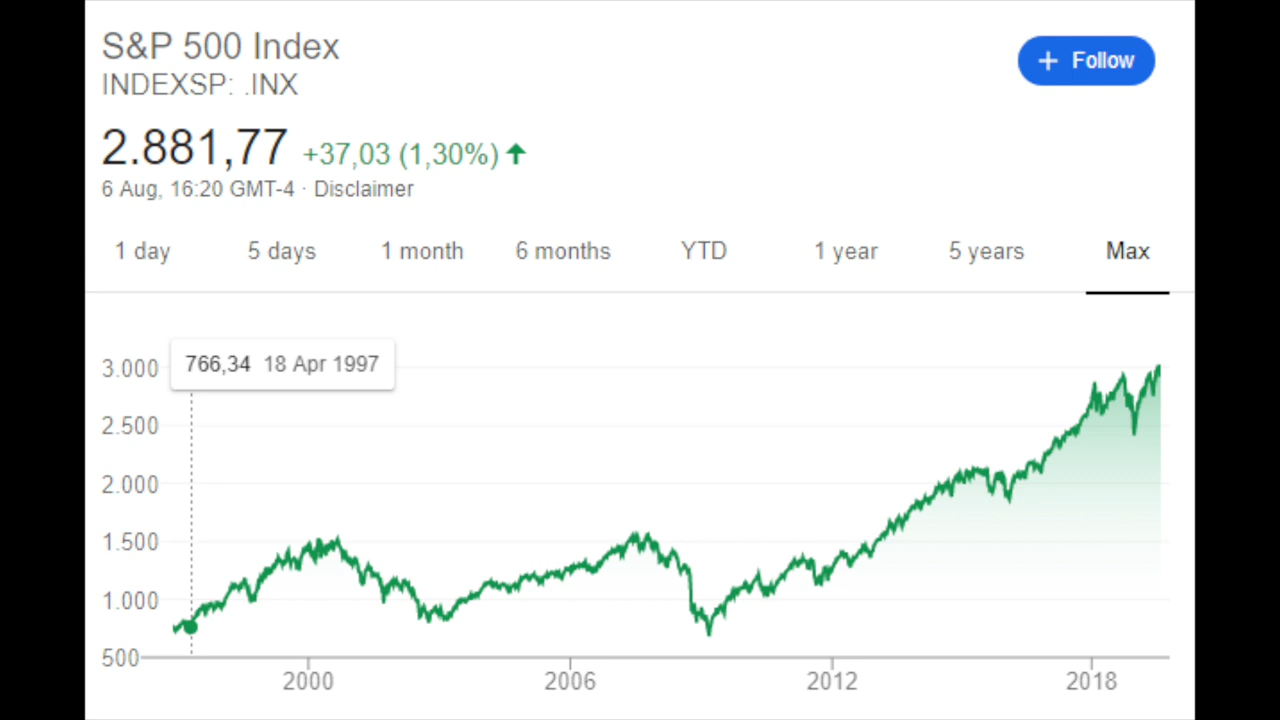 S&P 500 Index
INDEXSP: .INX
+ Follow
2.881,77 +37,03 (1,30%)
6 Aug, 16:20 GMT-4 · Disclaimer
1 day 5 days 1 month 6 months YTD 1 year 5 years Max
766,34 18 Apr 1997
3.000
2.500
2.000
1.500
1.000
500
2000 2006 2012 2018